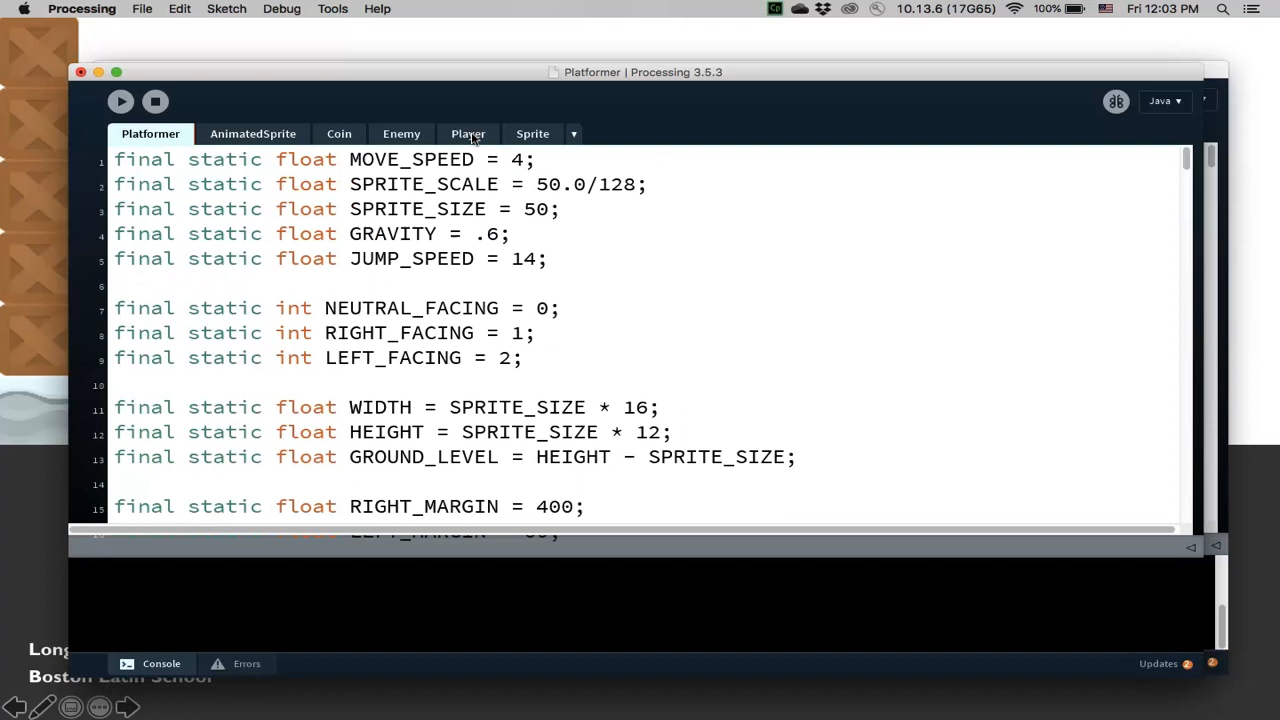 Processing File Edit Sketch Debug Tools Help 10.13.6 (17G65) 100% Fri 12:03 PM
Platformer | Processing 3.5.3
Java ▾
Platformer AnimatedSprite Coin Enemy Player Sprite ▾
1 final static float MOVE_SPEED = 4;
2 final static float SPRITE_SCALE = 50.0/128;
3 final static float SPRITE_SIZE = 50;
4 final static float GRAVITY = .6;
5 final static float JUMP_SPEED = 14;
6
7 final static int NEUTRAL_FACING = 0;
8 final static int RIGHT_FACING = 1;
9 final static int LEFT_FACING = 2;
10
11 final static float WIDTH = SPRITE_SIZE * 16;
12 final static float HEIGHT = SPRITE_SIZE * 12;
13 final static float GROUND_LEVEL = HEIGHT - SPRITE_SIZE;
14
15 final static float RIGHT_MARGIN = 400;
Long
Boston Latin School
Console Errors Updates 2 2